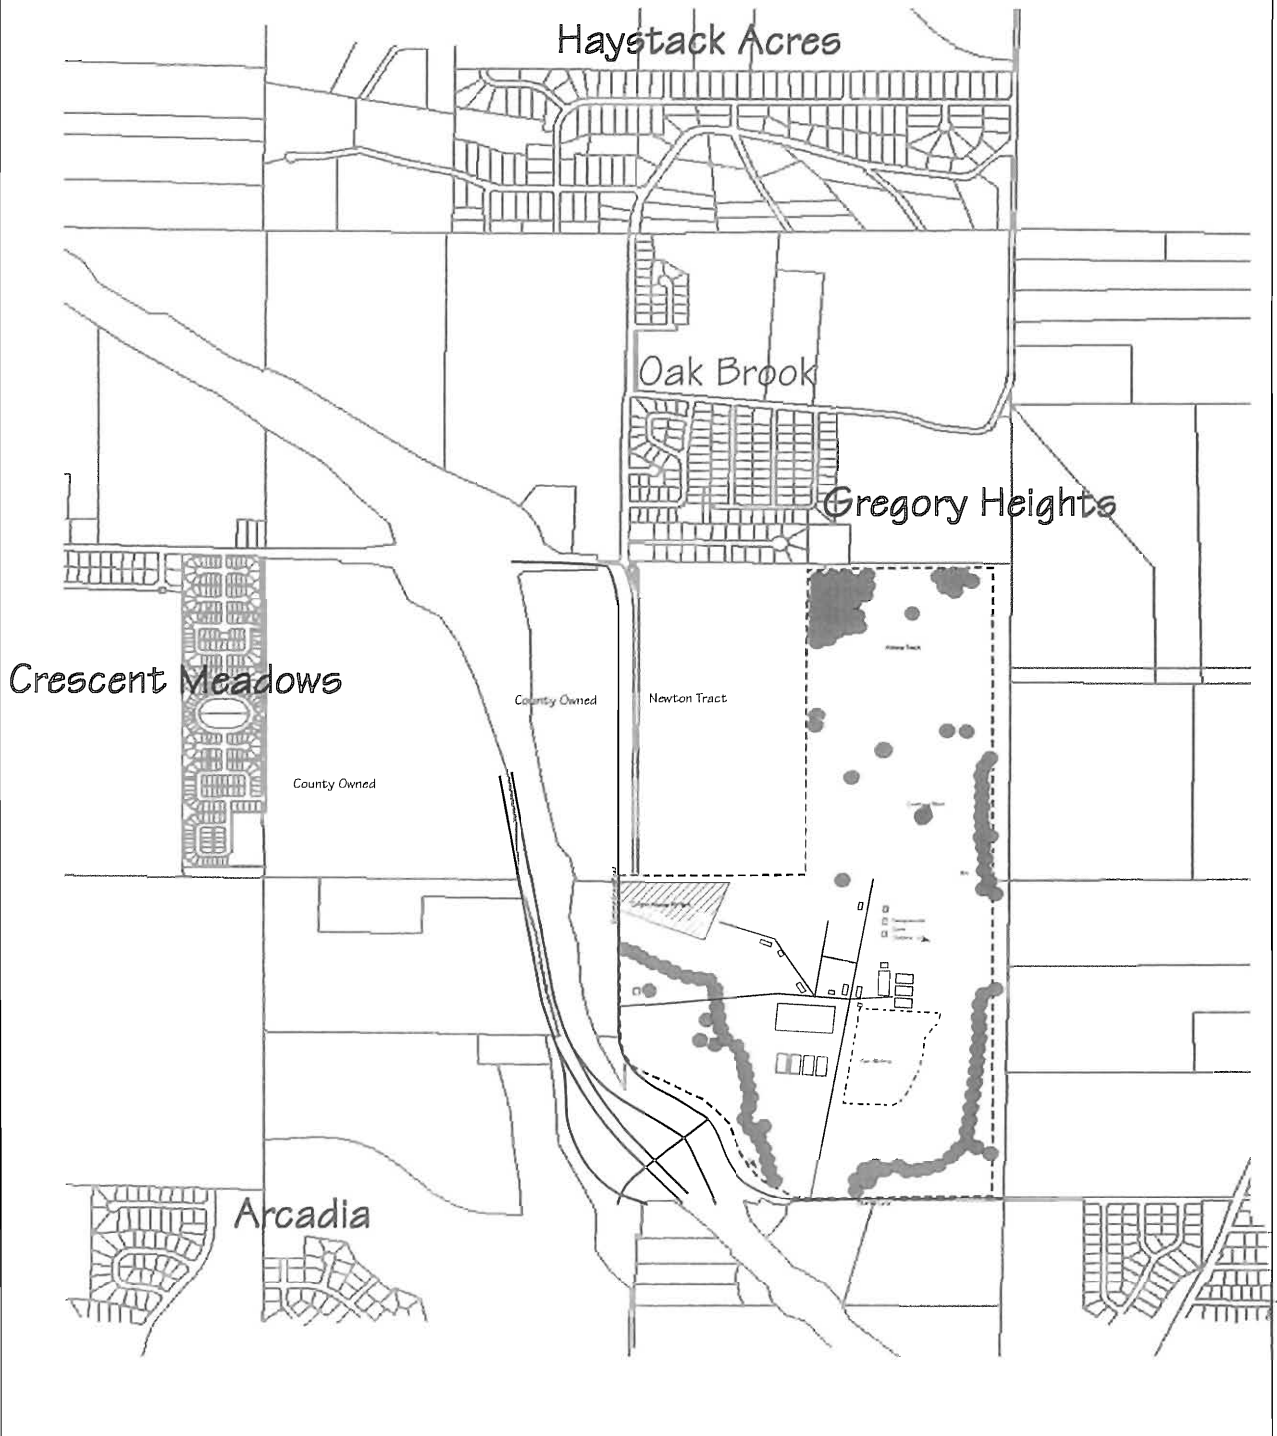 Haystack Acres
Oak Brook
Gregory Heights
Crescent Meadows
County Owned
Newton Tract
County Owned
Arcadia